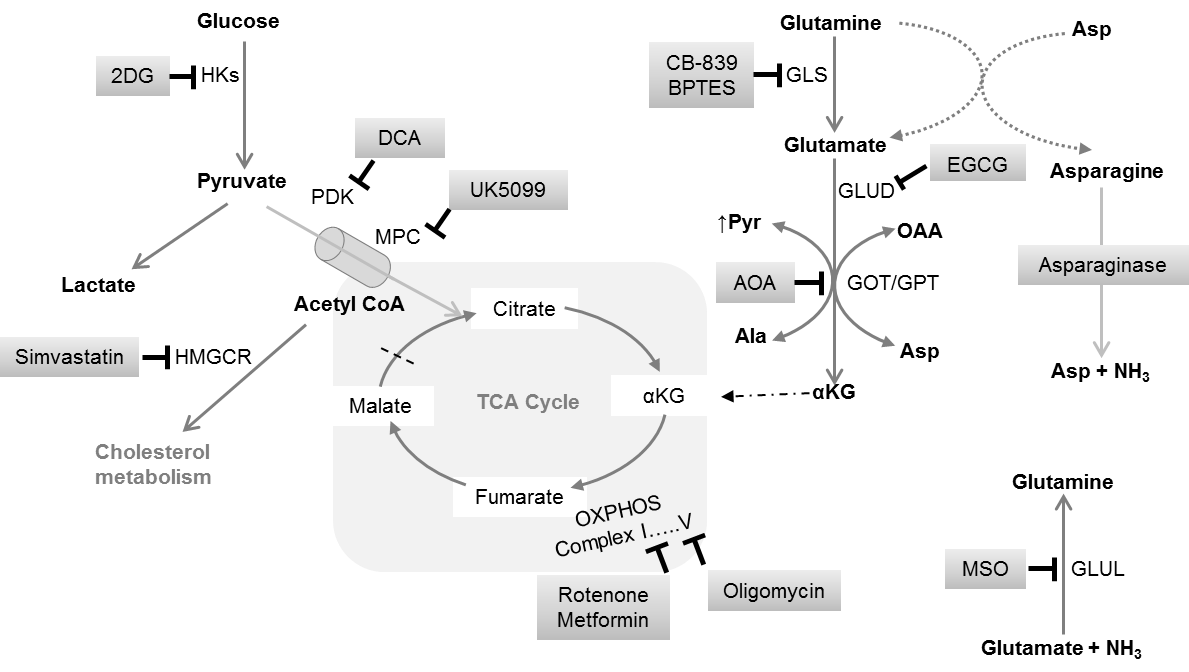 Glucose
2DG
HKs
Pyruvate
DCA
PDK
UK5099
MPC
Lactate
Acetyl CoA
Simvastatin
HMGCR
Cholesterol
metabolism
Citrate
TCA Cycle
Malate
αKG
Fumarate
OXPHOS
Complex I.....V
Rotenone
Metformin
Oligomycin
Glutamine
Asp
CB-839
BPTES
GLS
Glutamate
EGCG
GLUD
Asparagine
↑Pyr
OAA
AOA
GOT/GPT
Asparaginase
Ala
Asp
αKG
Asp + NH₃
Glutamine
MSO
GLUL
Glutamate + NH₃